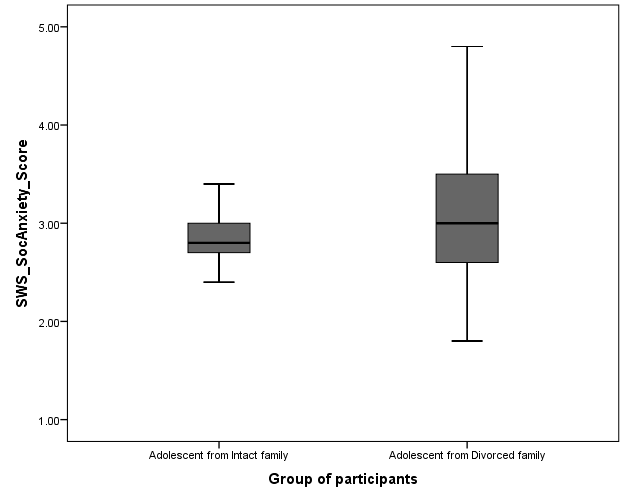 5.00
4.00
3.00
2.00
1.00
SWS_SocAnxiety_Score
Adolescent from Intact family
Adolescent from Divorced family
Group of participants